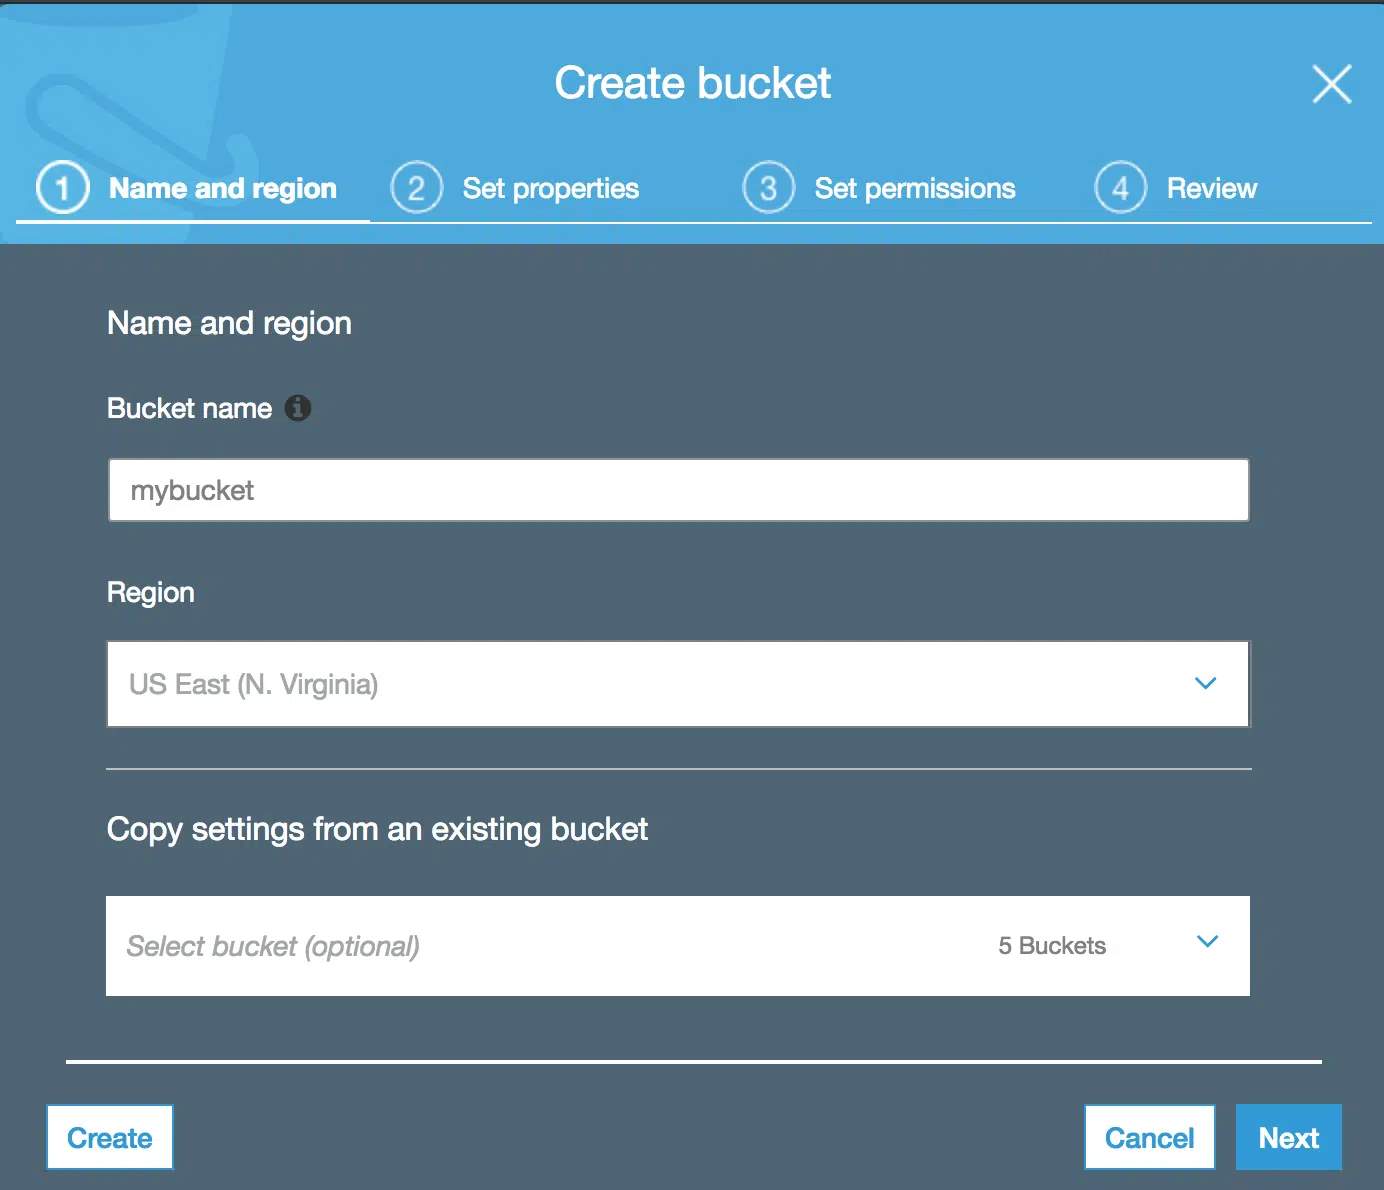 Create bucket
1 Name and region 2 Set properties 3 Set permissions 4 Review
Name and region
Bucket name
mybucket
Region
US East (N. Virginia)
Copy settings from an existing bucket
Select bucket (optional) 5 Buckets
Create Cancel Next